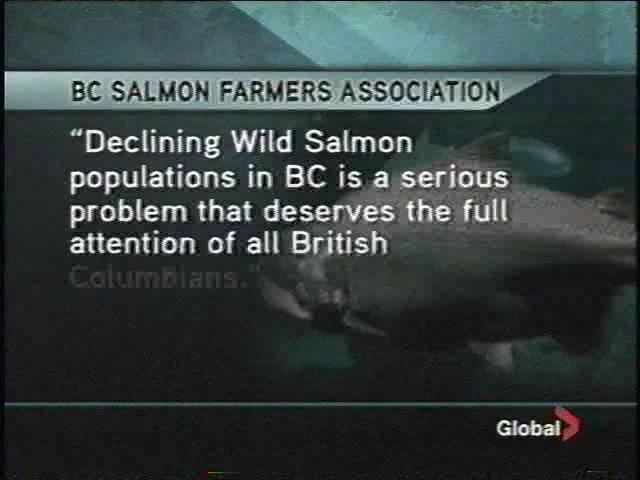 BC SALMON FARMERS ASSOCIATION
“Declining Wild Salmon
populations in BC is a serious
problem that deserves the full
attention of all British
Columbians.”
Global